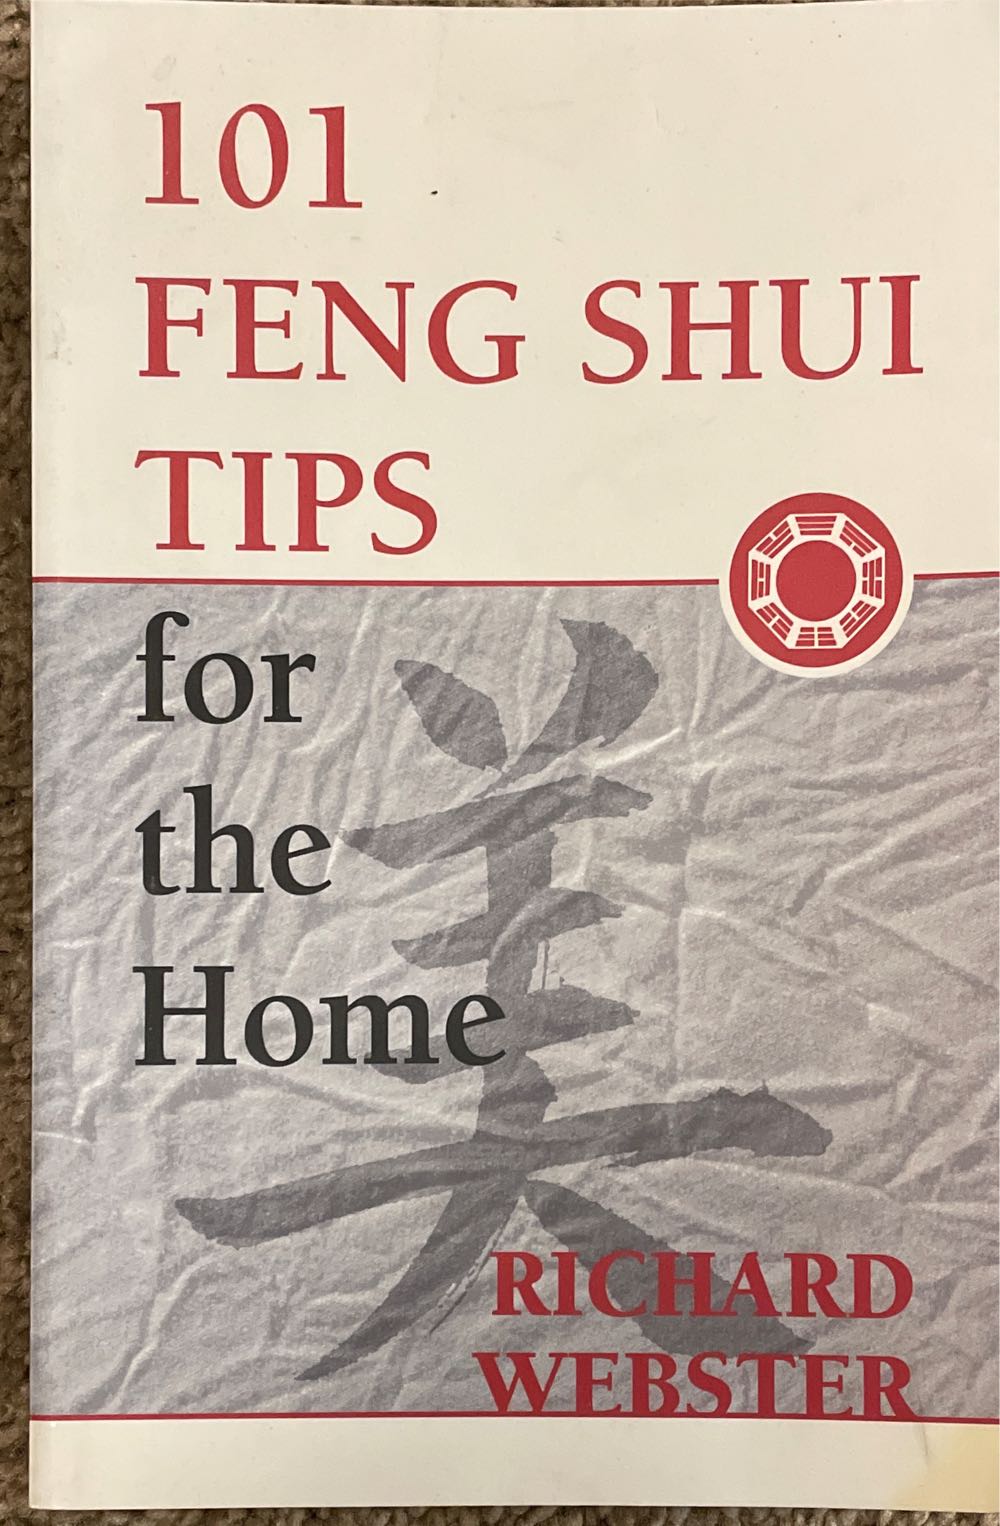 101
FENG SHUI
TIPS
for
the
Home
美
RICHARD
WEBSTER